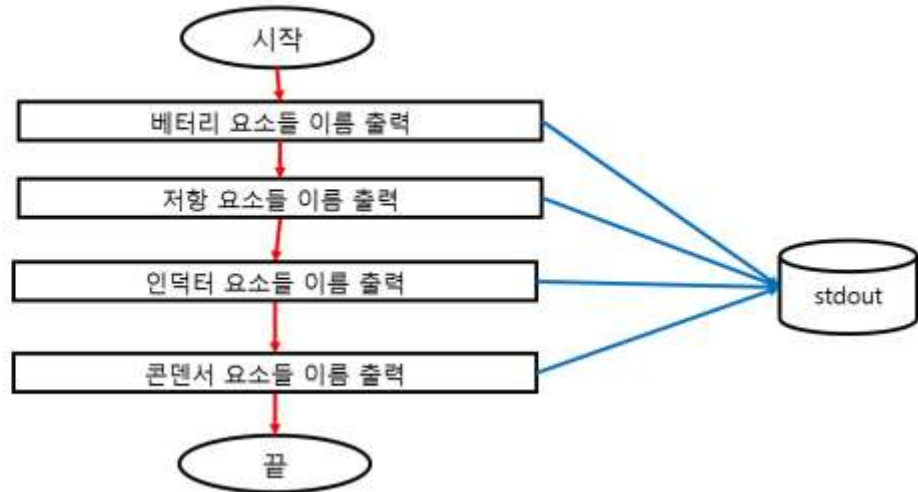 시작
베터리 요소들 이름 출력
저항 요소들 이름 출력
인덕터 요소들 이름 출력
stdout
콘덴서 요소들 이름 출력
끝